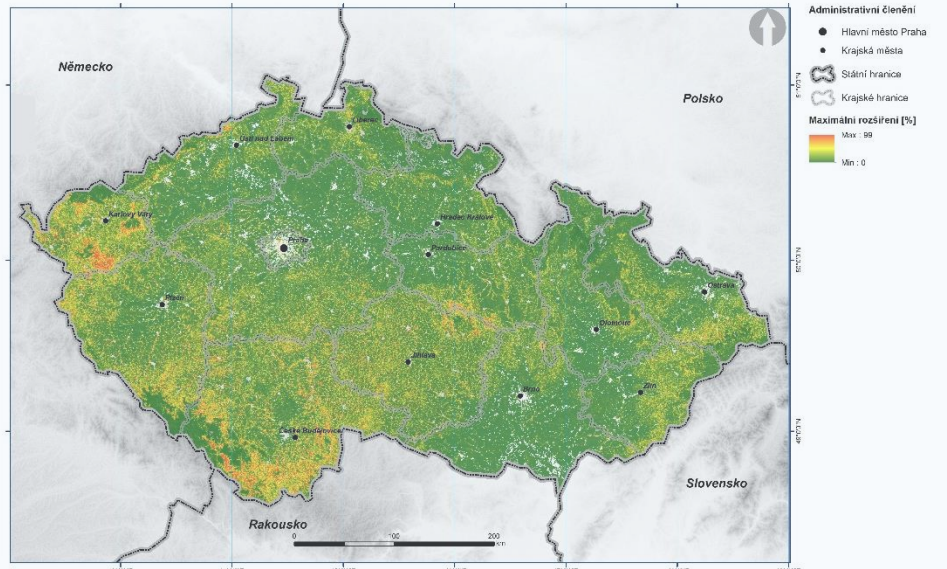 Administrativní členění
Hlavní město Praha
Krajská města
Státní hranice
Krajské hranice
Maximální rozšíření [%]
Max : 99
Min : 0
Německo
Polsko
Liberec
Ústí nad Labem
Karlovy Vary
Hradec Králové
Praha
Pardubice
Ostrava
Plzeň
Olomouc
Jihlava
Brno
Zlín
České Budějovice
Slovensko
Rakousko
0 100 200
km